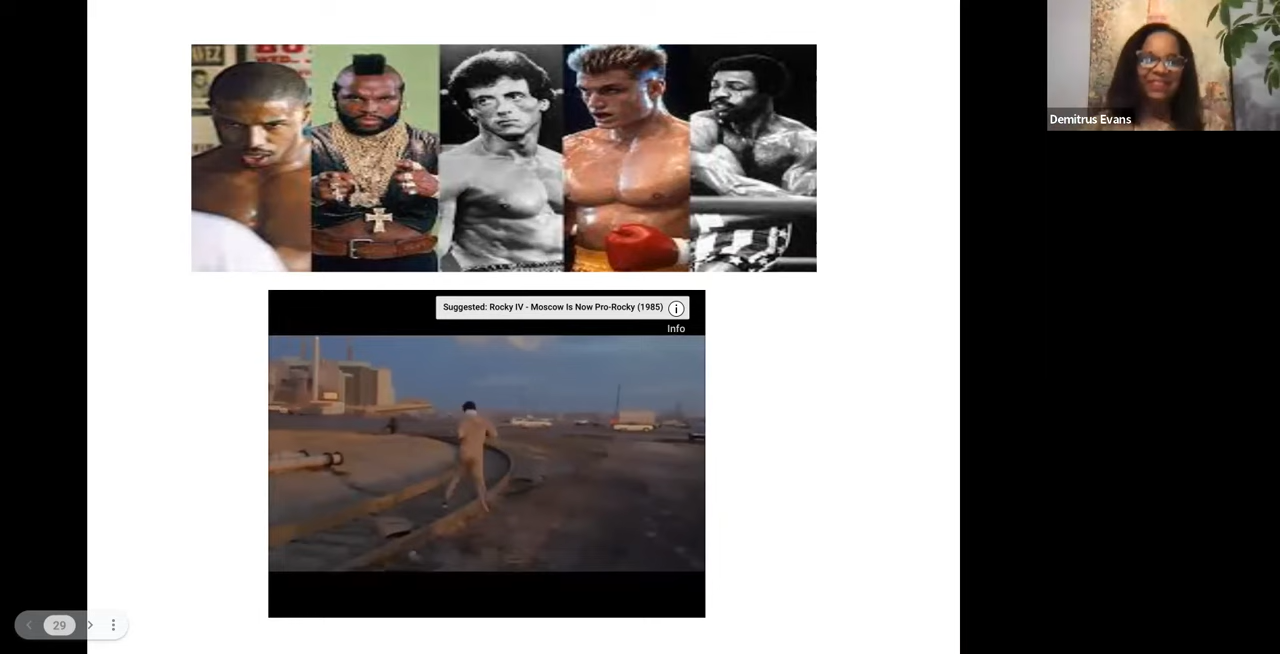 Suggested: Rocky IV - Moscow Is Now Pro-Rocky (1985)
Info
Demitrus Evans
29